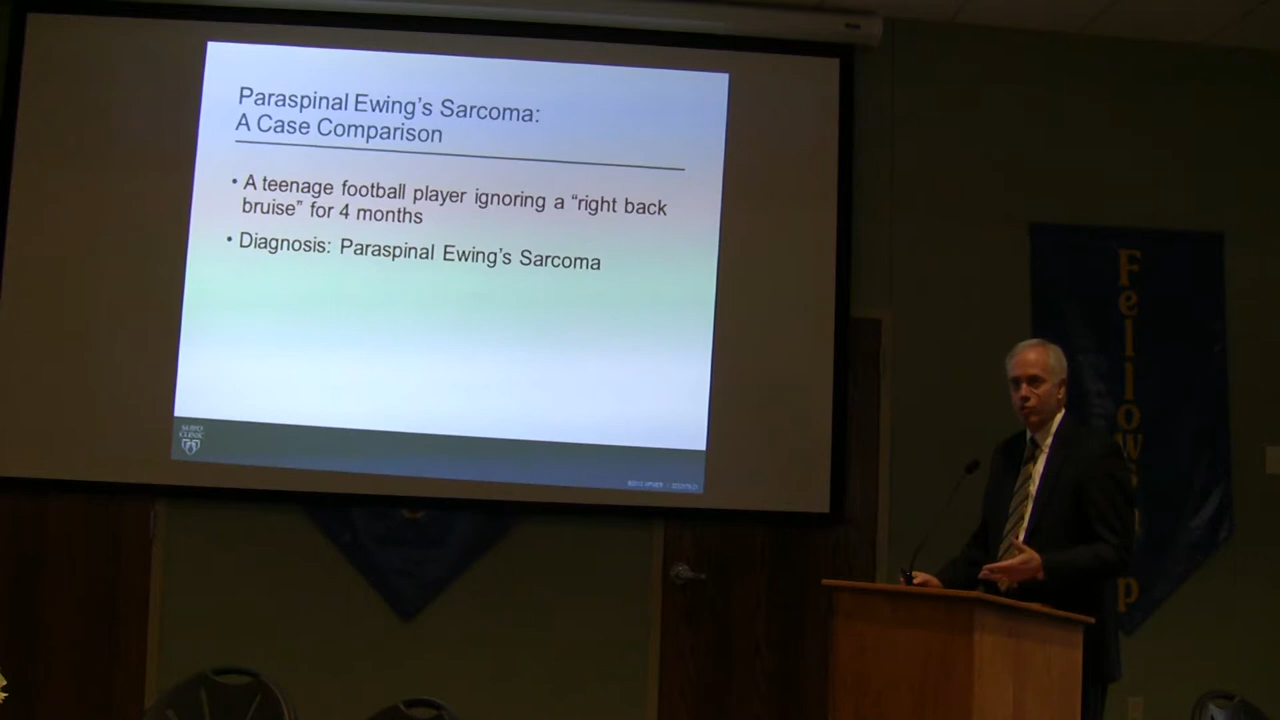 Paraspinal Ewing's Sarcoma:
A Case Comparison
• A teenage football player ignoring a “right back
bruise” for 4 months
• Diagnosis: Paraspinal Ewing's Sarcoma
MAYO
CLINIC
Fellowship